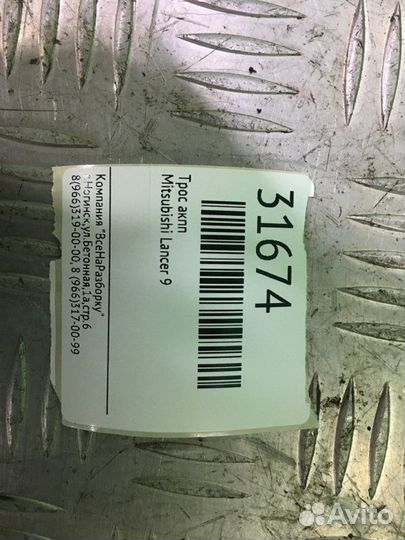 31674
Трос акпп
Mitsubishi Lancer 9
Компания "ВсеНаРазборку"
г.Ногинск,ул.Бетонная,1а,стр.6
8(966)319-00-00, 8 (966)317-00-99
Avito